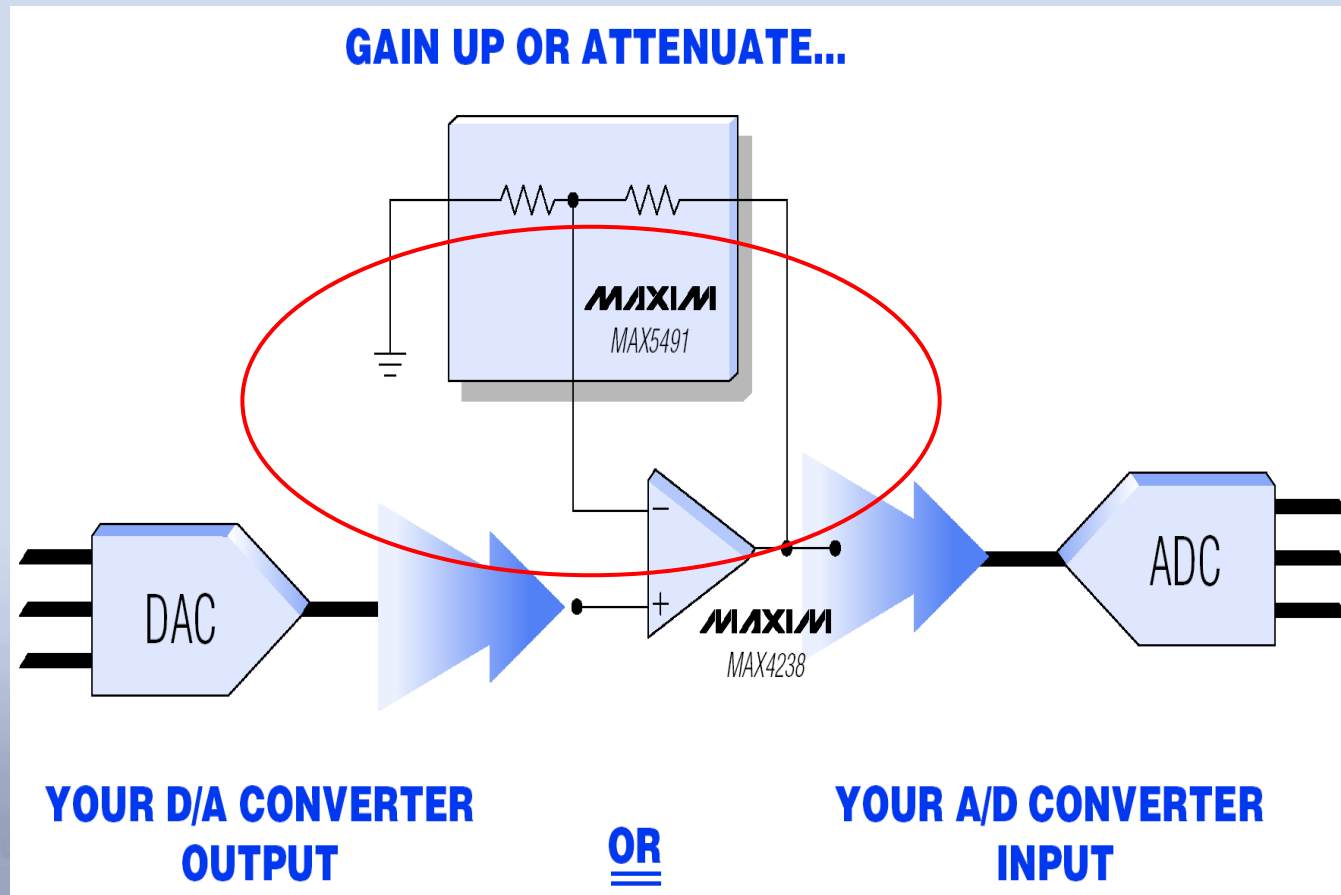 GAIN UP OR ATTENUATE...
MAXIM
MAX5491
−
+
DAC
MAXIM
MAX4238
ADC
YOUR D/A CONVERTER
OUTPUT
OR
YOUR A/D CONVERTER
INPUT